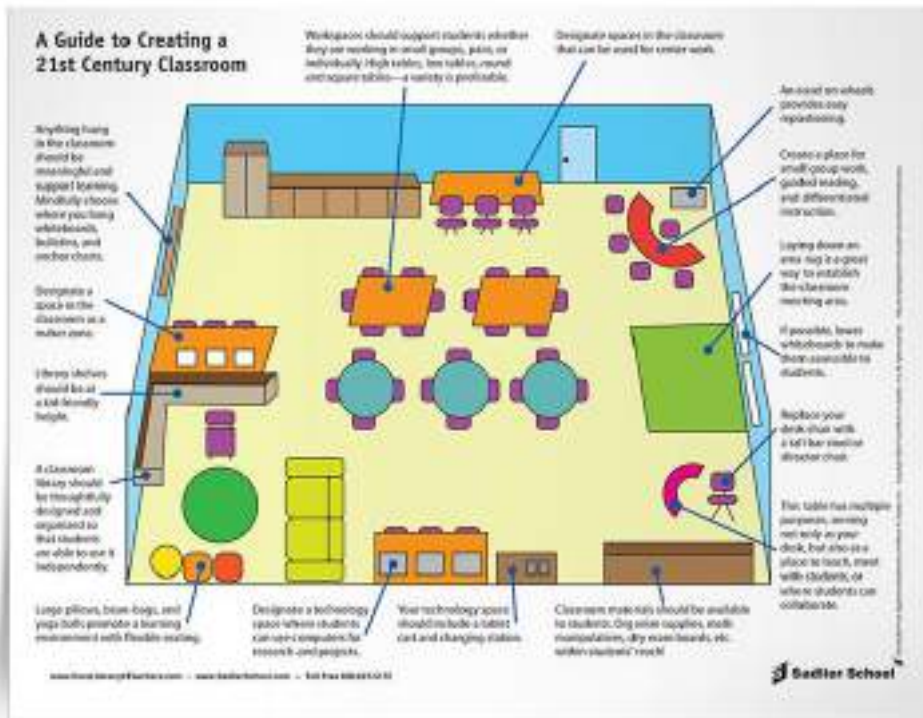 A Guide to Creating a
21st Century Classroom
Workspaces should support students whether
they are working in small groups, pairs, or
individually. High tables, low tables, round
and square tables—a variety is preferable.
Designate spaces in the classroom
that can be used for center work.
An easel on wheels
provides easy
repositioning.
Anything hung
in the classroom
should be
meaningful and
support learning.
Mindfully choose
where you hang
whiteboards,
bulletins, and
anchor charts.
Create a place for
small group work,
guided reading,
and differentiated
instruction.
Laying down an
area rug is a great
way to establish
the classroom
meeting area.
Designate a
space in the
classroom as a
maker zone.
If possible, lower
whiteboards to make
them accessible to
students.
Library shelves
should be at
a kid-friendly
height.
Replace your
desk chair with
a tall bar stool or
director chair.
A classroom
library should
be thoughtfully
designed and
organized so
that students
are able to use it
independently.
This table has multiple
purposes, serving
not only as your
desk, but also as a
place to teach, meet
with students, or
where students can
collaborate.
Large pillows, bean-bags, and
yoga balls promote a learning
environment with flexible seating.
Designate a technology
space where students
can use computers for
research and projects.
Your technology space
should include a tablet
cart and charging station.
Classroom materials should be available
to students. Organize supplies, math
manipulatives, dry erase boards, etc.
within students' reach!
www.SadlierSchool.com
Toll Free
Sadlier School